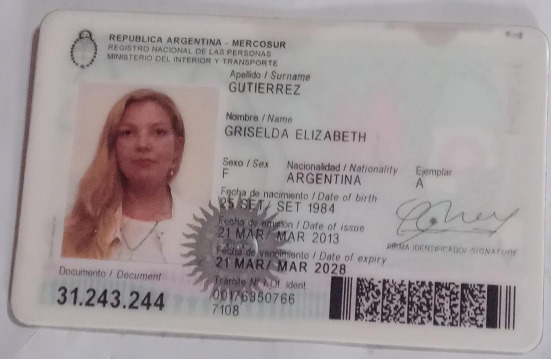 REPUBLICA ARGENTINA - MERCOSUR
REGISTRO NACIONAL DE LAS PERSONAS
MINISTERIO DEL INTERIOR Y TRANSPORTE
Apellido / Surname
GUTIERREZ
Nombre / Name
GRISELDA ELIZABETH
Sexo / Sex Nacionalidad / Nationality Ejemplar
F ARGENTINA A
Fecha de nacimiento / Date of birth
25 SET/ SET 1984
Fecha de emisión / Date of issue
21 MAR/ MAR 2013
FIRMA IDENTIFICADO/ SIGNATURE
Fecha de vencimiento / Date of expiry
21 MAR/ MAR 2028
Documento / Document
31.243.244
Trámite Nº / Of. ident
00176350766
7108